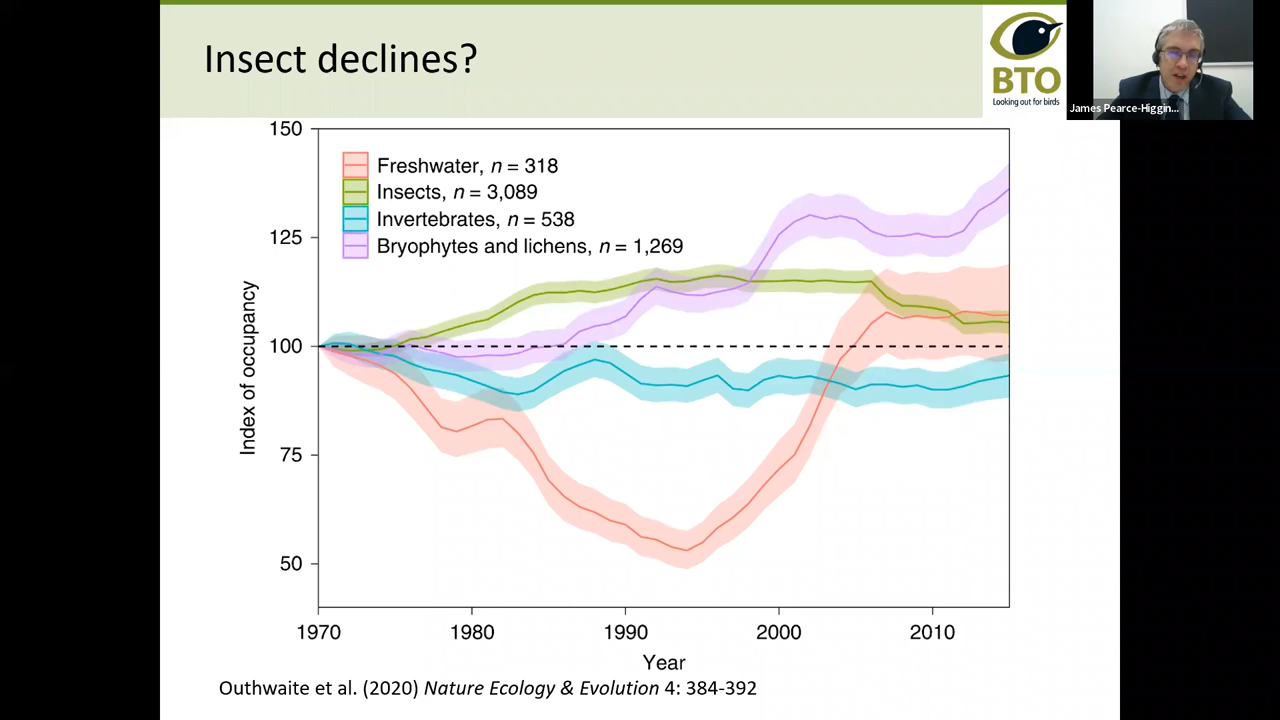 Insect declines?
BTO
Looking out for birds
James Pearce-Higgin...
150
125
100
75
50
Index of occupancy
Freshwater, n = 318
Insects, n = 3,089
Invertebrates, n = 538
Bryophytes and lichens, n = 1,269
1970 1980 1990 2000 2010
Year
Outhwaite et al. (2020) Nature Ecology & Evolution 4: 384-392